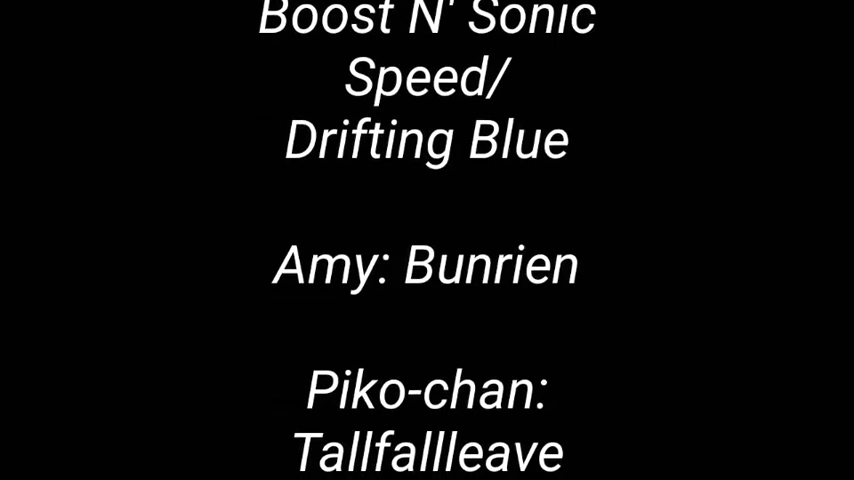 Boost N' Sonic
Speed/
Drifting Blue
Amy: Bunrien
Piko-chan:
Tallfallleave